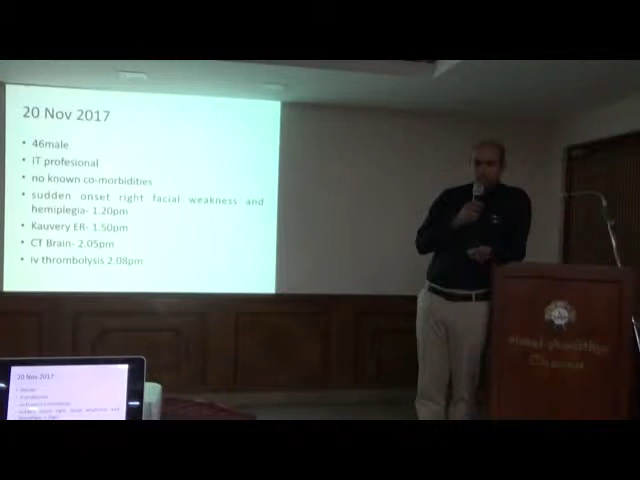 20 Nov 2017
• 46male
• IT profesional
• no known co-morbidities
• sudden onset right facial weakness and
hemiplegia- 1.20pm
• Kauvery ER- 1.50pm
• CT Brain- 2.05pm
• iv thrombolysis 2.08pm
20 Nov 2017